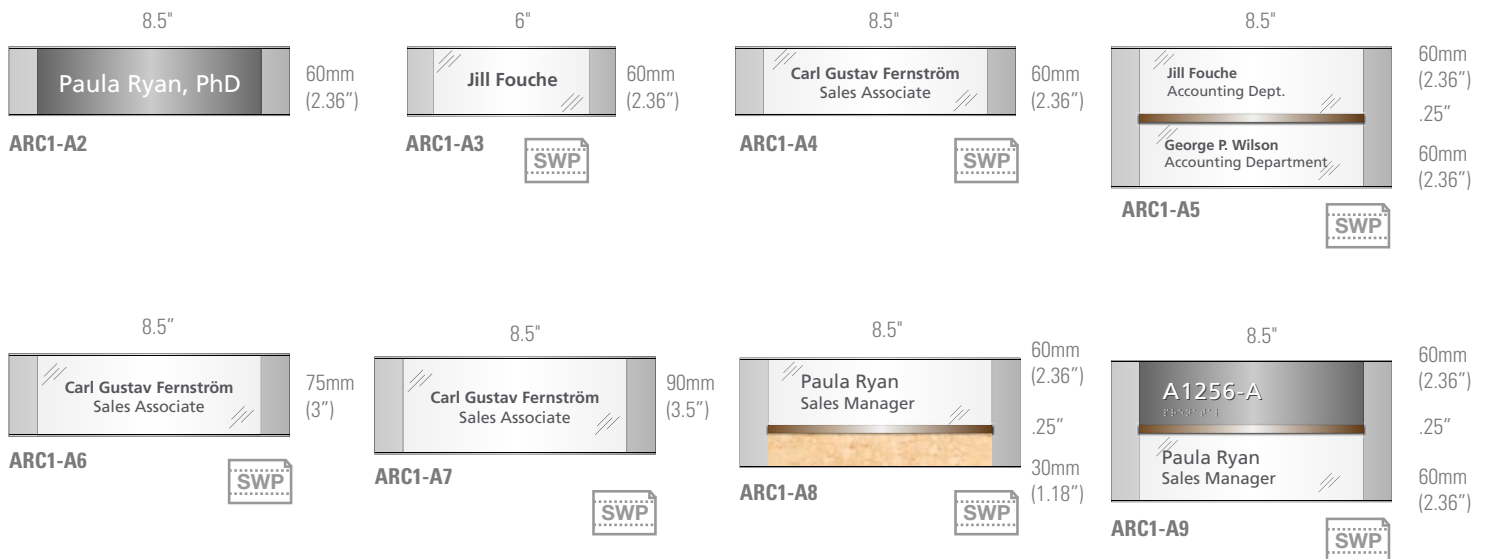 8.5"
Paula Ryan, PhD
60mm
(2.36”)
ARC1-A2
6"
Jill Fouche
60mm
(2.36”)
ARC1-A3
SWP
8.5"
Carl Gustav Fernström
Sales Associate
60mm
(2.36”)
ARC1-A4
SWP
8.5"
Jill Fouche
Accounting Dept.
George P. Wilson
Accounting Department
60mm
(2.36”)
.25”
60mm
(2.36”)
ARC1-A5
SWP
8.5”
Carl Gustav Fernström
Sales Associate
75mm
(3”)
ARC1-A6
SWP
8.5"
Carl Gustav Fernström
Sales Associate
90mm
(3.5”)
ARC1-A7
SWP
8.5"
Paula Ryan
Sales Manager
60mm
(2.36”)
.25”
30mm
(1.18”)
ARC1-A8
SWP
8.5"
A1256-A
Paula Ryan
Sales Manager
60mm
(2.36”)
.25”
60mm
(2.36”)
ARC1-A9
SWP